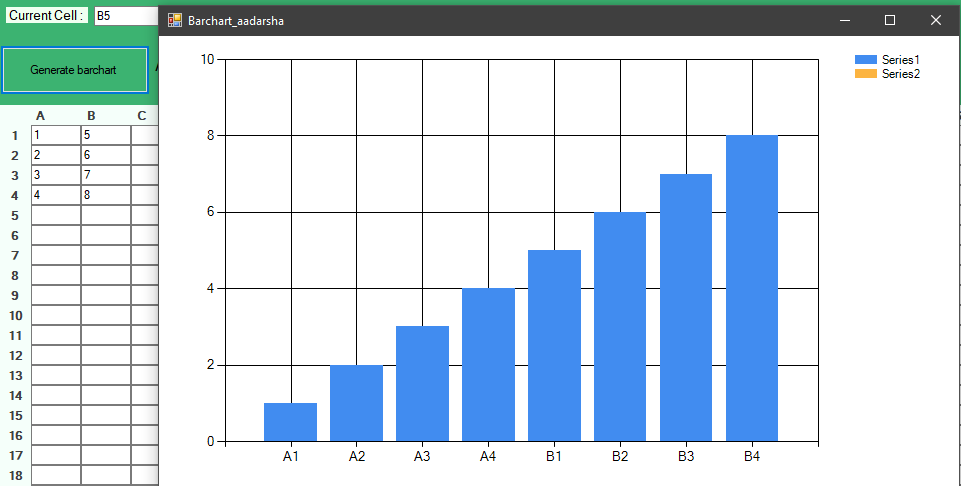 Current Cell : B5
Barchart_aadarsha
Generate barchart
A B C
1 1 5
2 2 6
3 3 7
4 4 8
5
6
7
8
9
10
11
12
13
14
15
16
17
18
10
8
6
4
2
0
A1 A2 A3 A4 B1 B2 B3 B4
Series1
Series2